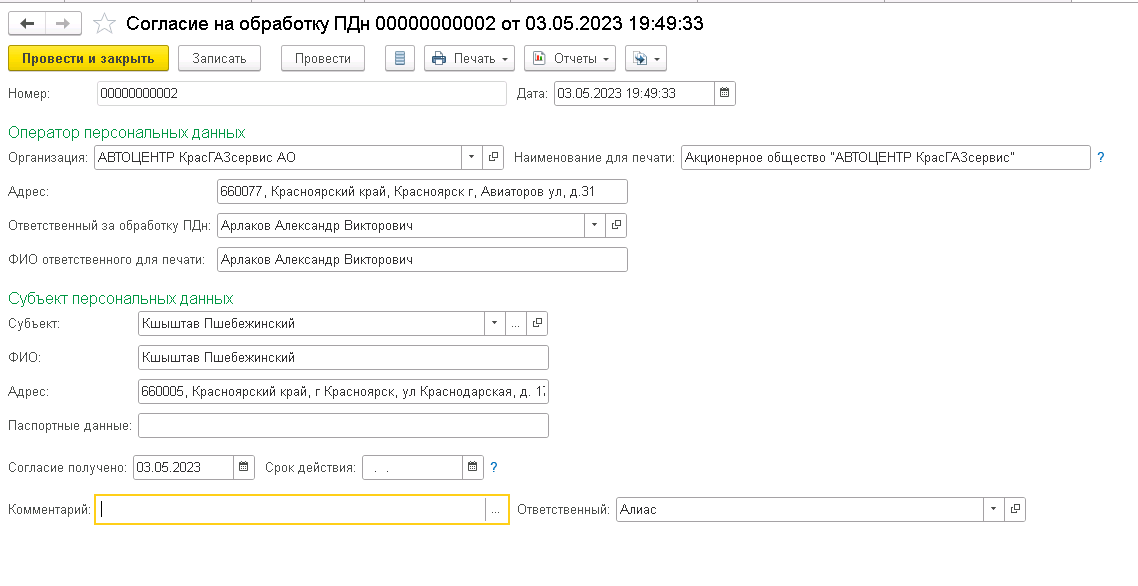 Согласие на обработку ПДн 00000000002 от 03.05.2023 19:49:33
Провести и закрыть Записать Провести Печать Отчеты
Номер: 00000000002 Дата: 03.05.2023 19:49:33
Оператор персональных данных
Организация: АВТОЦЕНТР КрасГАЗсервис АО Наименование для печати: Акционерное общество "АВТОЦЕНТР КрасГАЗсервис" ?
Адрес: 660077, Красноярский край, Красноярск г, Авиаторов ул, д.31
Ответственный за обработку ПДн: Арлаков Александр Викторович
ФИО ответственного для печати: Арлаков Александр Викторович
Субъект персональных данных
Субъект: Кшыштав Пшебежинский ...
ФИО: Кшыштав Пшебежинский
Адрес: 660005, Красноярский край, г Красноярск, ул Краснодарская, д. 17
Паспортные данные:
Согласие получено: 03.05.2023 Срок действия: . . ?
Комментарий: ... Ответственный: Алиас